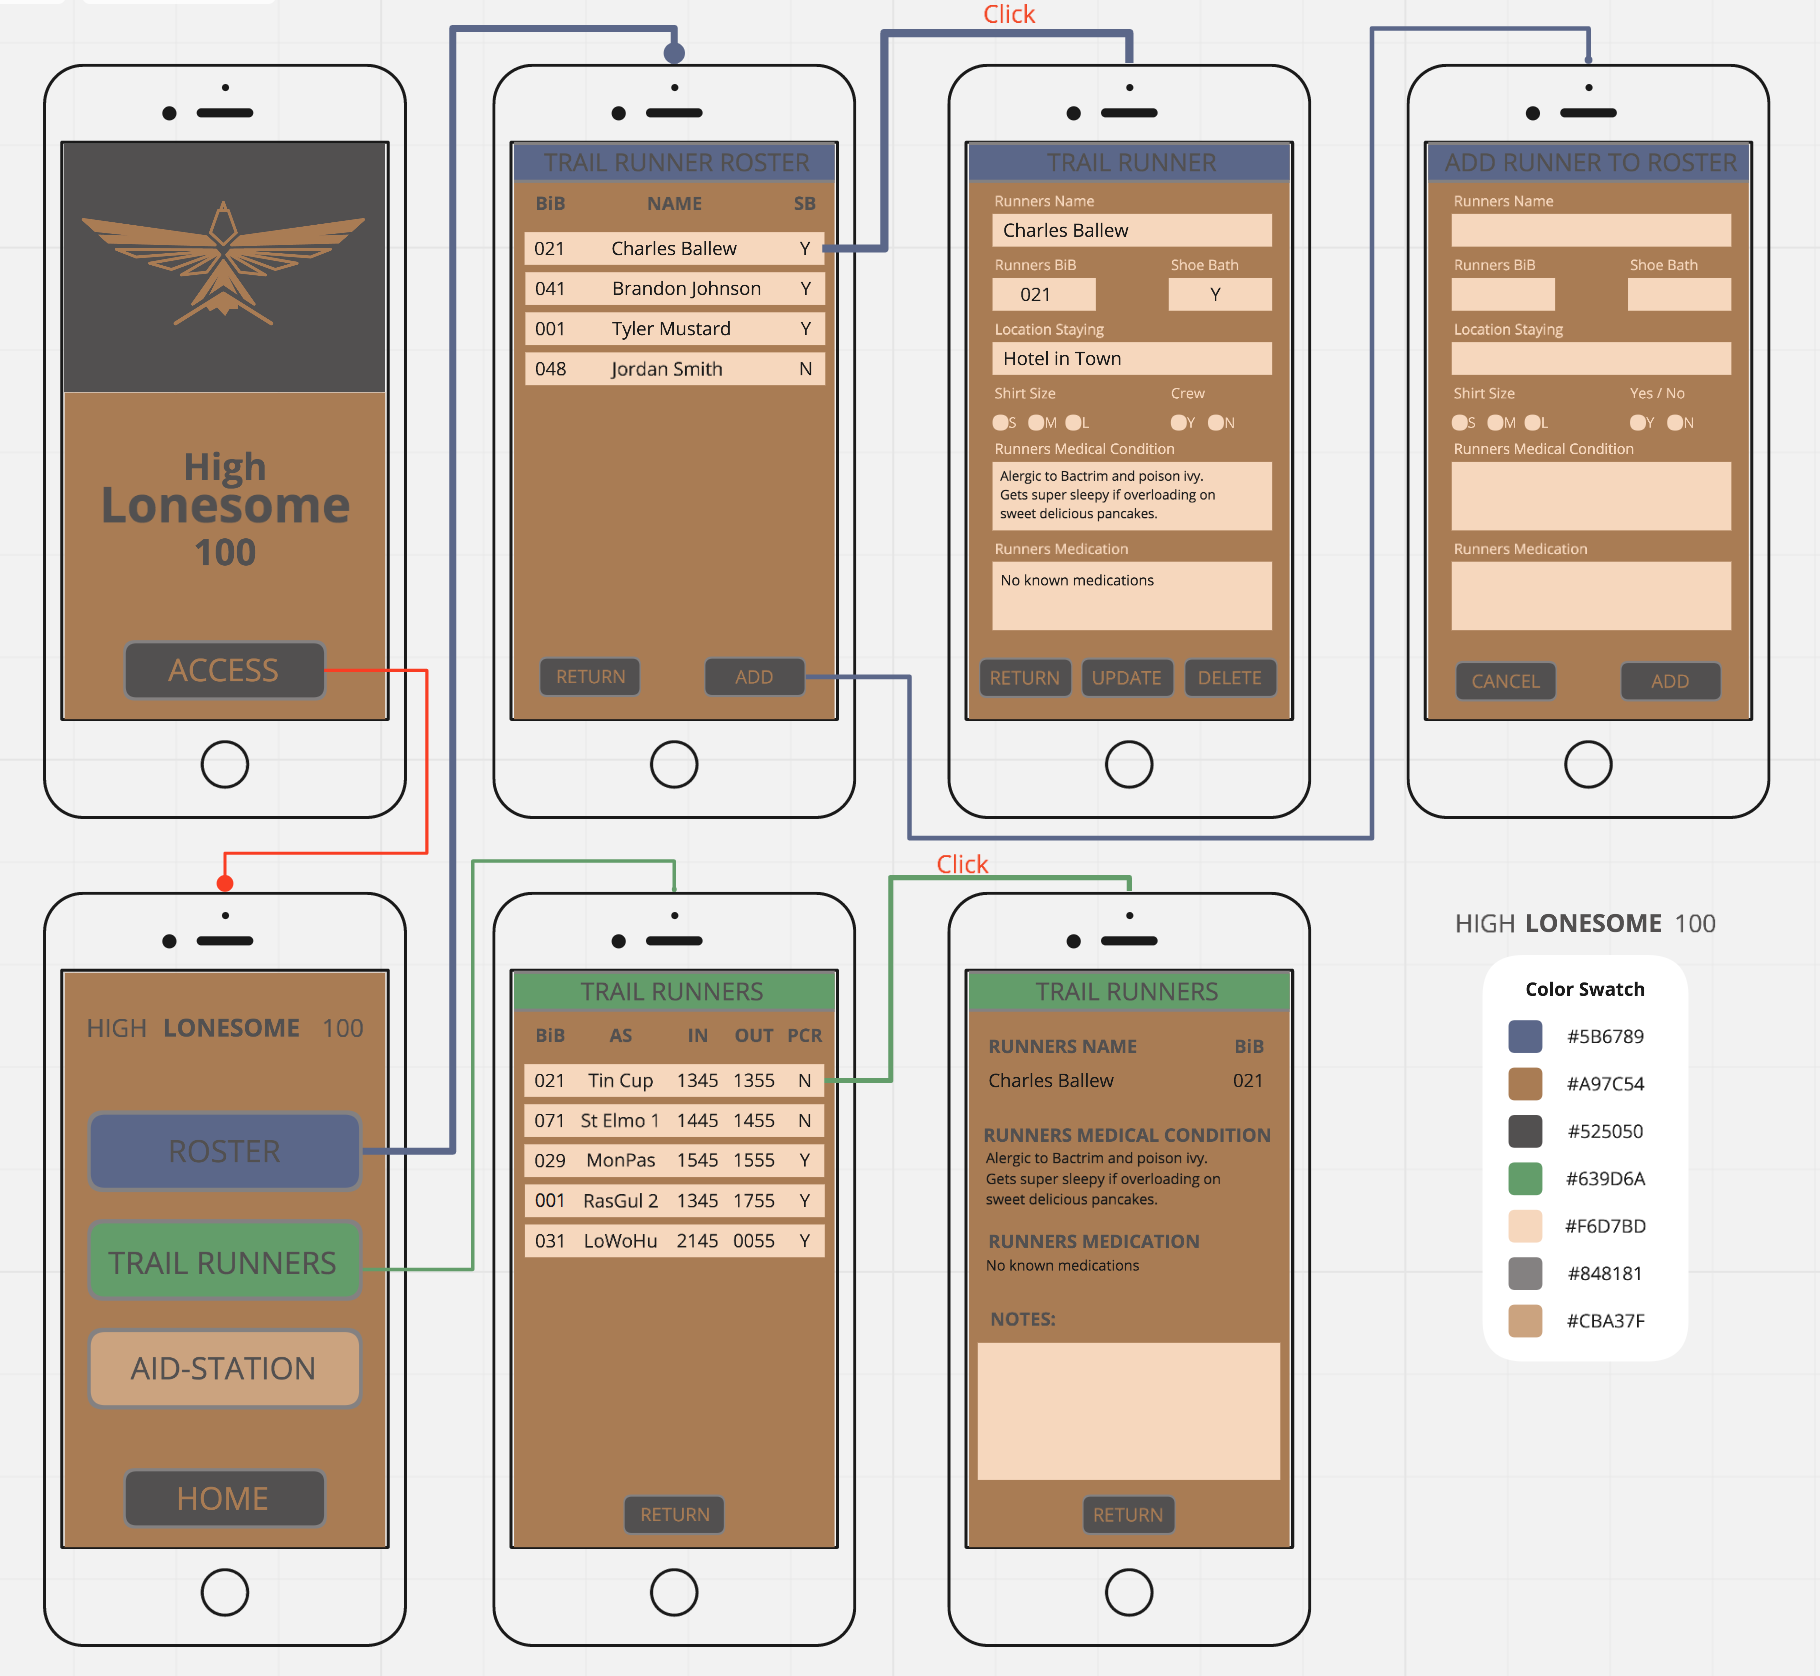 Click
High
Lonesome
100
ACCESS
TRAIL RUNNER ROSTER
BiB NAME SB
021 Charles Ballew Y
041 Brandon Johnson Y
001 Tyler Mustard Y
048 Jordan Smith N
RETURN ADD
TRAIL RUNNER
Runners Name
Charles Ballew
Runners BiB Shoe Bath
021 Y
Location Staying
Hotel in Town
Shirt Size Crew
S M L Y N
Runners Medical Condition
Alergic to Bactrim and poison ivy.
Gets super sleepy if overloading on
sweet delicious pancakes.
Runners Medication
No known medications
RETURN UPDATE DELETE
ADD RUNNER TO ROSTER
Runners Name
Runners BiB Shoe Bath
Location Staying
Shirt Size Yes / No
S M L Y N
Runners Medical Condition
Runners Medication
CANCEL ADD
HIGH LONESOME 100
ROSTER
TRAIL RUNNERS
AID-STATION
HOME
Click
TRAIL RUNNERS
BiB AS IN OUT PCR
021 Tin Cup 1345 1355 N
071 St Elmo 1 1445 1455 N
029 MonPas 1545 1555 Y
001 RasGul 2 1345 1755 Y
031 LoWoHu 2145 0055 Y
RETURN
TRAIL RUNNERS
RUNNERS NAME BiB
Charles Ballew 021
RUNNERS MEDICAL CONDITION
Alergic to Bactrim and poison ivy.
Gets super sleepy if overloading on
sweet delicious pancakes.
RUNNERS MEDICATION
No known medications
NOTES:
RETURN
HIGH LONESOME 100
Color Swatch
#5B6789
#A97C54
#525050
#639D6A
#F6D7BD
#848181
#CBA37F